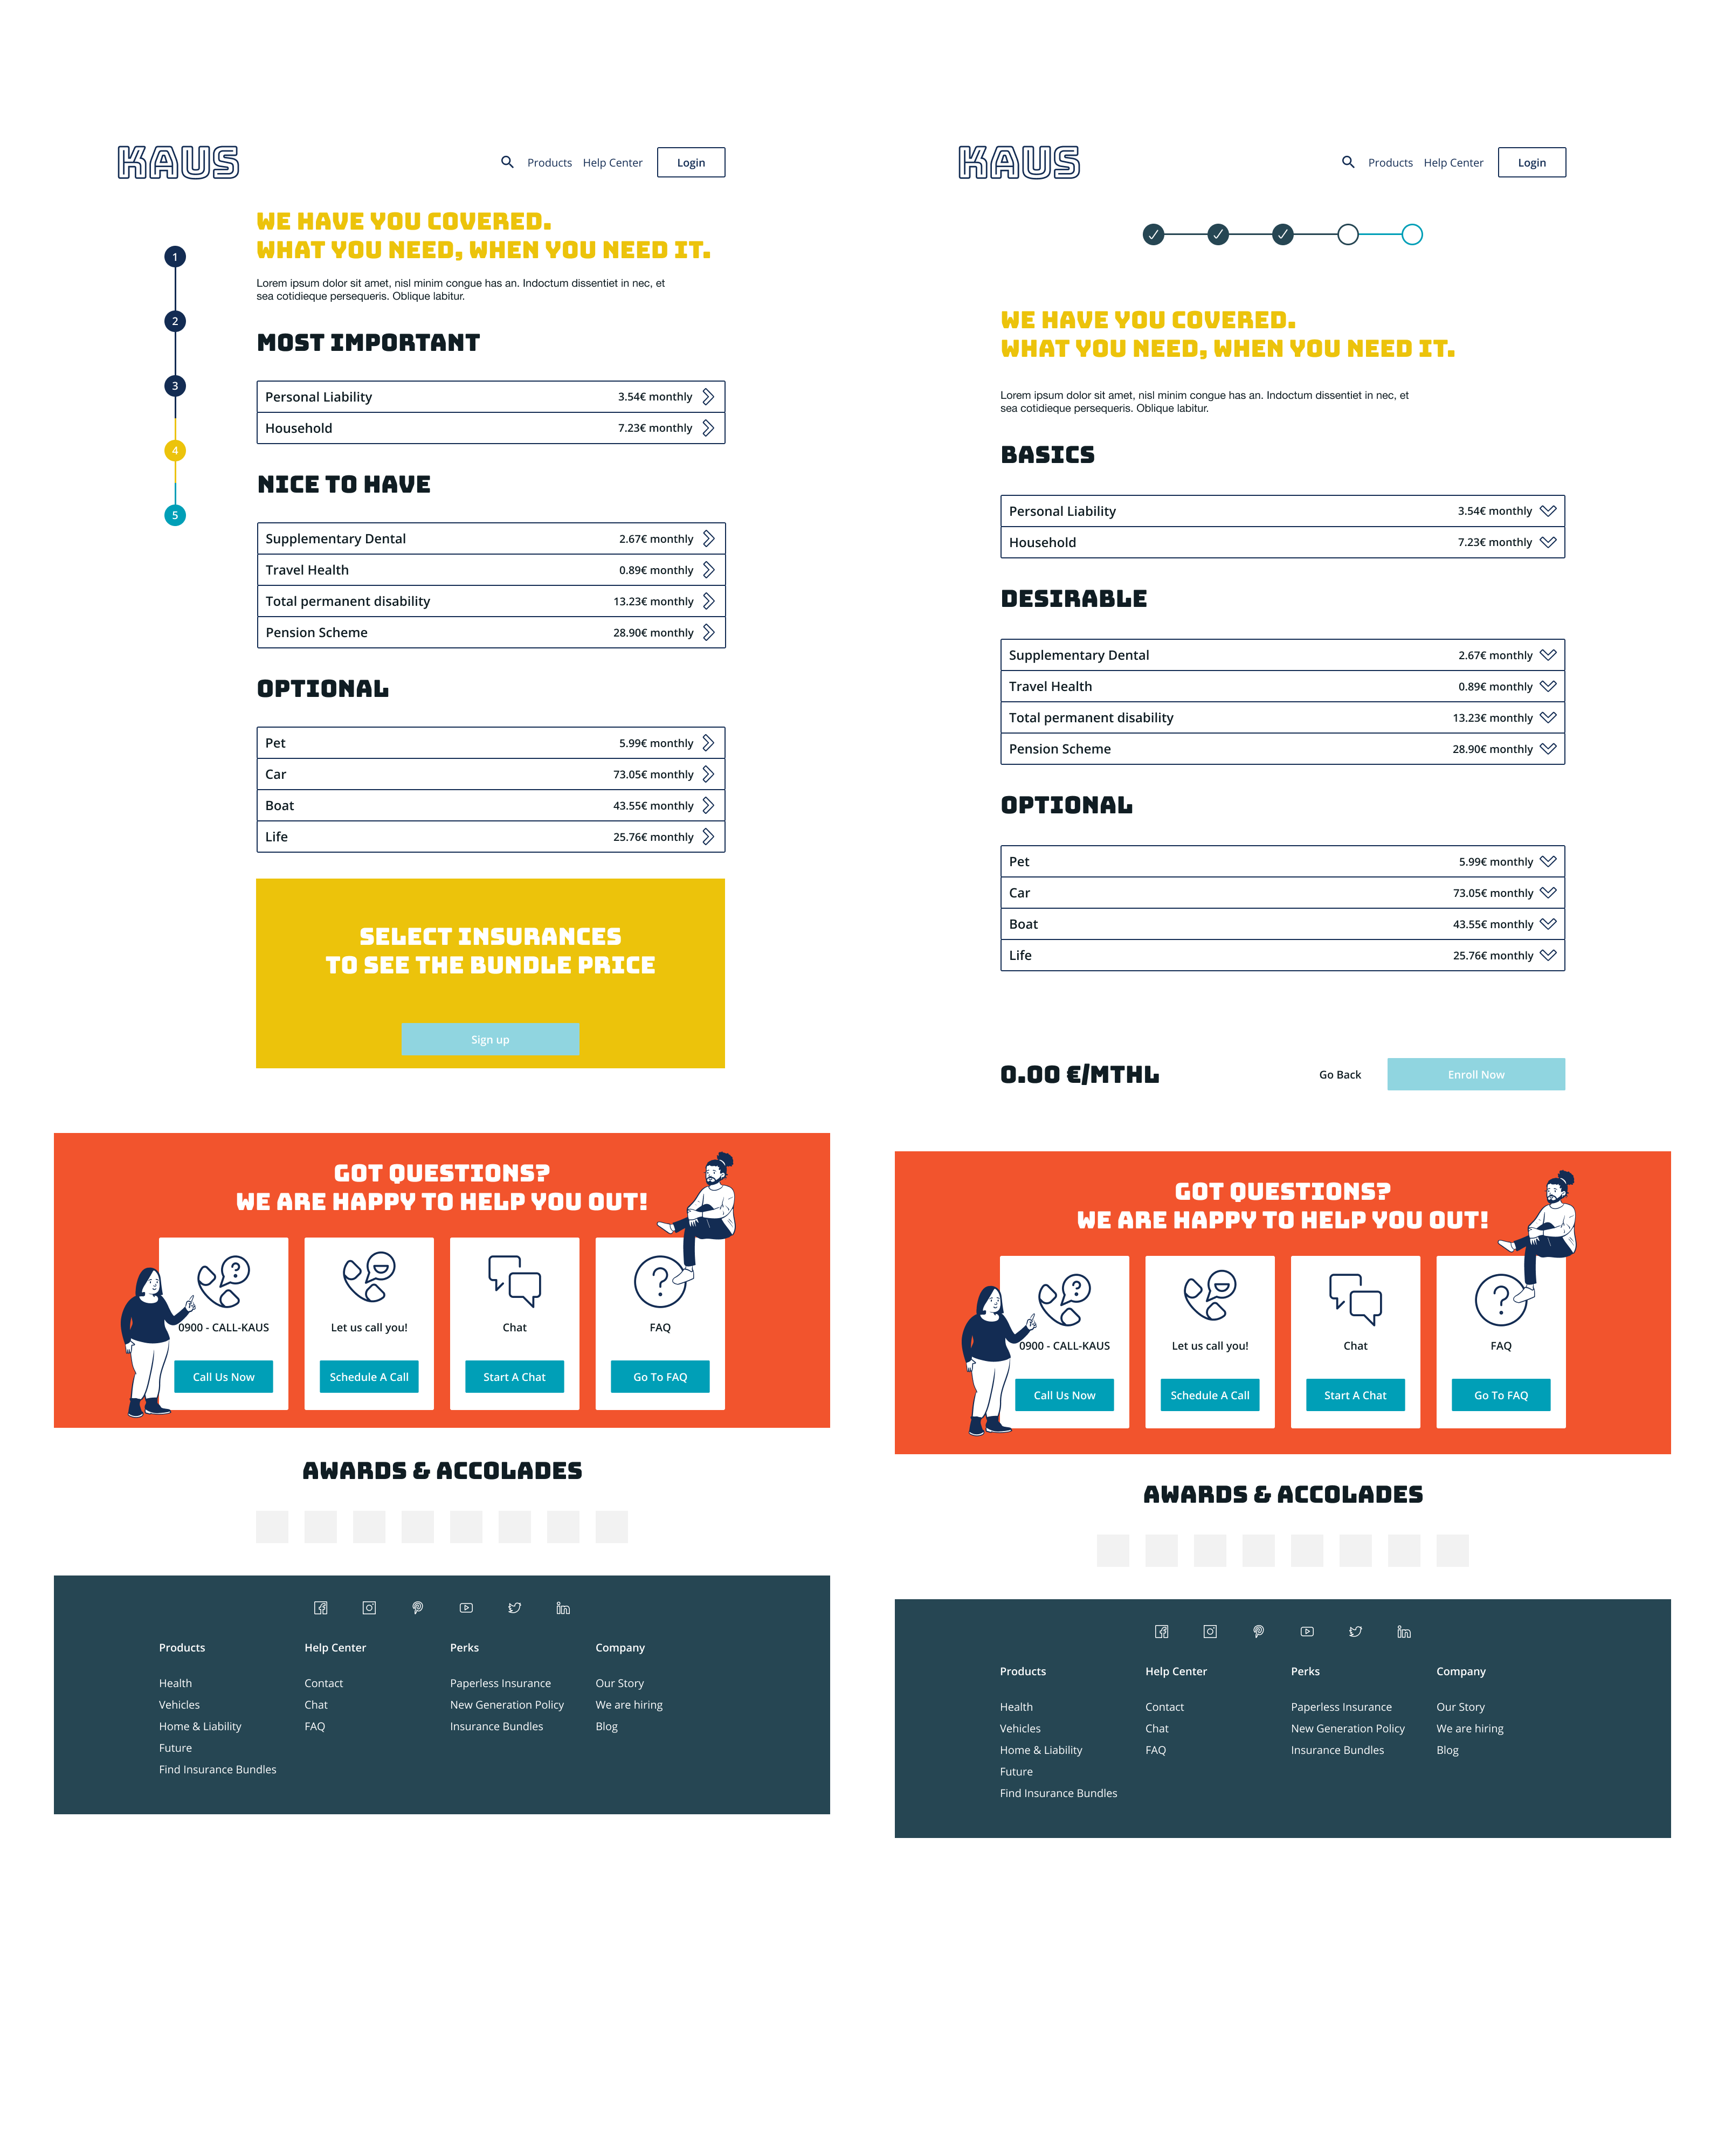 KAUS
Products Help Center Login
WE HAVE YOU COVERED.
WHAT YOU NEED, WHEN YOU NEED IT.
1
2
3
4
5
Lorem ipsum dolor sit amet, nisl minim congue has an. Indoctum dissentiet in nec, et
sea cotidieque persequeris. Oblique labitur.
MOST IMPORTANT
Personal Liability 3.54€ monthly
Household 7.23€ monthly
NICE TO HAVE
Supplementary Dental 2.67€ monthly
Travel Health 0.89€ monthly
Total permanent disability 13.23€ monthly
Pension Scheme 28.90€ monthly
OPTIONAL
Pet 5.99€ monthly
Car 73.05€ monthly
Boat 43.55€ monthly
Life 25.76€ monthly
SELECT INSURANCES
TO SEE THE BUNDLE PRICE
Sign up
GOT QUESTIONS?
WE ARE HAPPY TO HELP YOU OUT!
0900 - CALL-KAUS Let us call you! Chat FAQ
Call Us Now Schedule A Call Start A Chat Go To FAQ
AWARDS & ACCOLADES
Products Help Center Perks Company
Health Contact Paperless Insurance Our Story
Vehicles Chat New Generation Policy We are hiring
Home & Liability FAQ Insurance Bundles Blog
Future
Find Insurance Bundles
KAUS
Products Help Center Login
WE HAVE YOU COVERED.
WHAT YOU NEED, WHEN YOU NEED IT.
Lorem ipsum dolor sit amet, nisl minim congue has an. Indoctum dissentiet in nec, et
sea cotidieque persequeris. Oblique labitur.
BASICS
Personal Liability 3.54€ monthly
Household 7.23€ monthly
DESIRABLE
Supplementary Dental 2.67€ monthly
Travel Health 0.89€ monthly
Total permanent disability 13.23€ monthly
Pension Scheme 28.90€ monthly
OPTIONAL
Pet 5.99€ monthly
Car 73.05€ monthly
Boat 43.55€ monthly
Life 25.76€ monthly
0.00 €/MTHL Go Back Enroll Now
GOT QUESTIONS?
WE ARE HAPPY TO HELP YOU OUT!
0900 - CALL-KAUS Let us call you! Chat FAQ
Call Us Now Schedule A Call Start A Chat Go To FAQ
AWARDS & ACCOLADES
Products Help Center Perks Company
Health Contact Paperless Insurance Our Story
Vehicles Chat New Generation Policy We are hiring
Home & Liability FAQ Insurance Bundles Blog
Future
Find Insurance Bundles